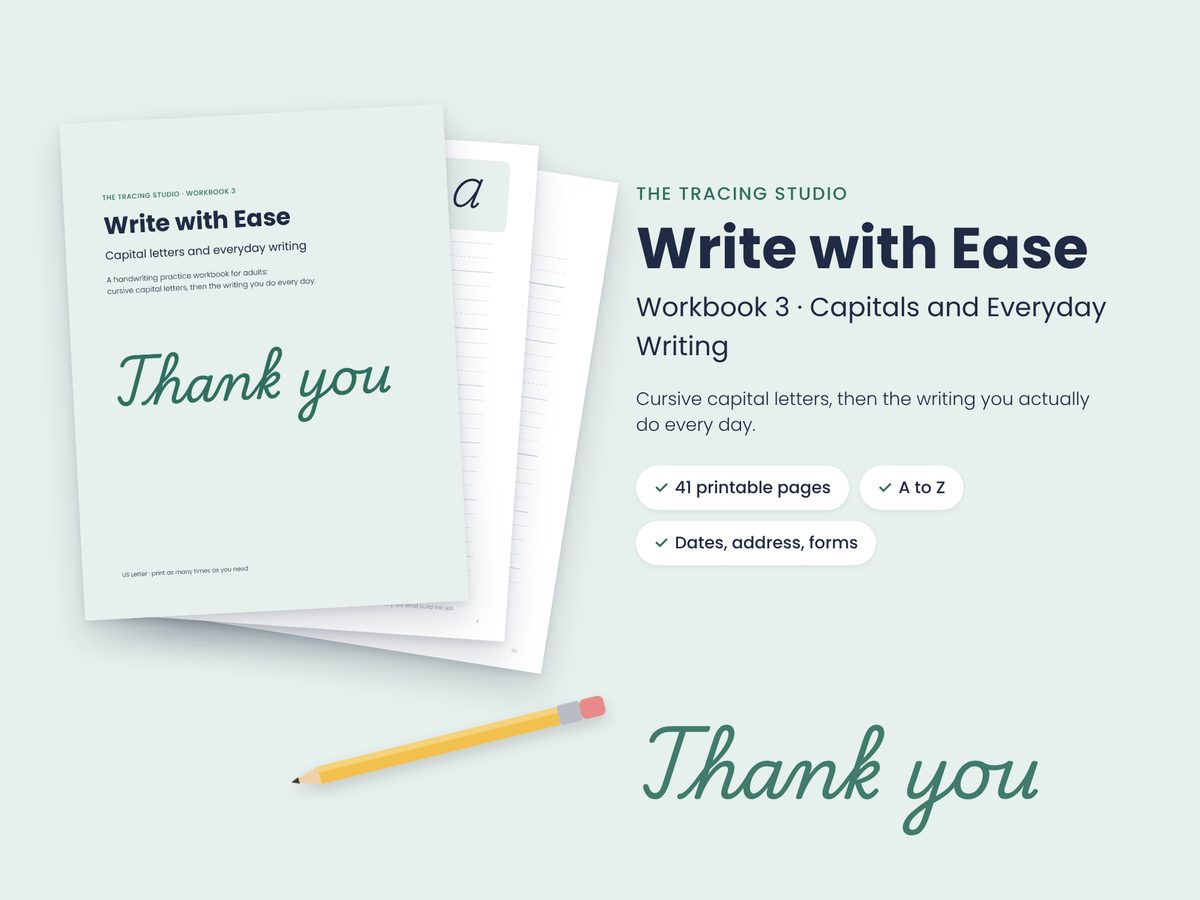 THE TRACING STUDIO · WORKBOOK 3
Write with Ease
Capital letters and everyday writing
A handwriting practice workbook for adults:
cursive capital letters, then the writing you do every day.
Thank you
US Letter · print as many times as you need
a
THE TRACING STUDIO
Write with Ease
Workbook 3 · Capitals and Everyday
Writing
Cursive capital letters, then the writing you actually
do every day.
✓ 41 printable pages
✓ A to Z
✓ Dates, address, forms
Thank you